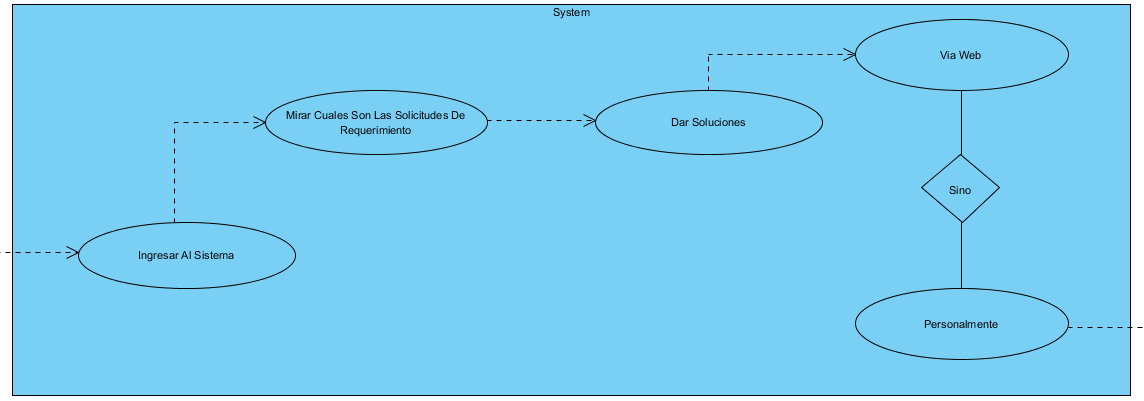 System
Via Web
Mirar Cuales Son Las Solicitudes De
Requerimiento
Dar Soluciones
Sino
Ingresar Al Sistema
Personalmente